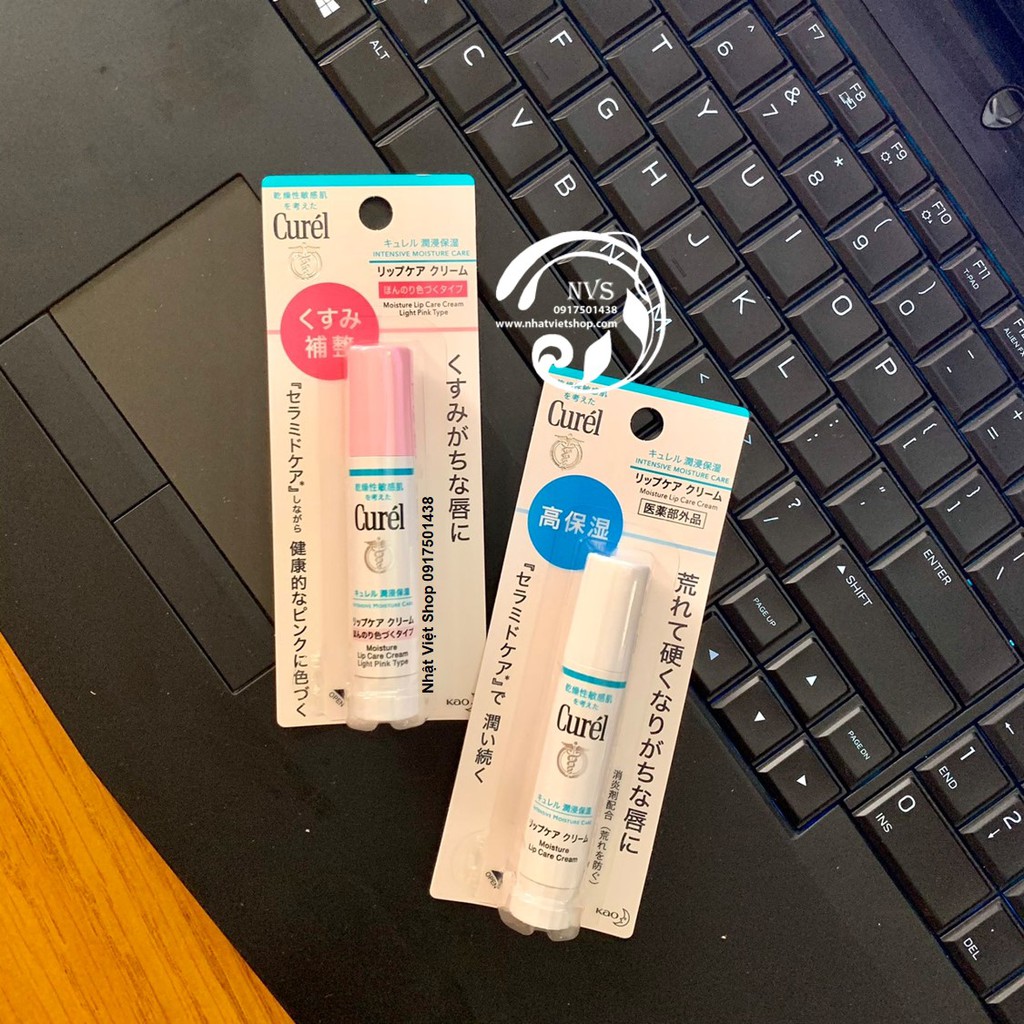 乾燥性敏感肌
を考えた
Curél
キュレル 潤浸保湿
INTENSIVE MOISTURE CARE
リップケア クリーム
ほんのり色づくタイプ
Moisture Lip Care Cream
Light Pink Type
くすみ
補整
くすみがちな唇に
『セラミドケア*』しながら 健康的なピンクに色づく
乾燥性敏感肌
を考えた
Curél
キュレル 潤浸保湿
INTENSIVE MOISTURE CARE
リップケア クリーム
ほんのり色づくタイプ
Moisture
Lip Care Cream
Light Pink Type
OPEN
Kao
Nhật Việt Shop 0917501438
NVS
0917501438
www.nhatvietshop.com
乾燥性敏感肌
を考えた
Curél
キュレル 潤浸保湿
INTENSIVE MOISTURE CARE
リップケア クリーム
Moisture Lip Care Cream
医薬部外品
高保湿
荒れて硬くなりがちな唇に
『セラミドケア*』で 潤い続く
消炎剤配合（荒れを防ぐ）
乾燥性敏感肌
を考えた
Curél
キュレル 潤浸保湿
INTENSIVE MOISTURE CARE
リップケア クリーム
Moisture
Lip Care Cream
OPEN
Kao
ALT
C
F
T
6
F7
V
G
Y
& 7
F8
B
H
U
* 8
F9
J
I
( 9
F10
K
O
F11
T-PAD
L
P
? /
SHIFT
ENTER
PAGE UP
PAGE DN
1
END
2
0
INS
DEL